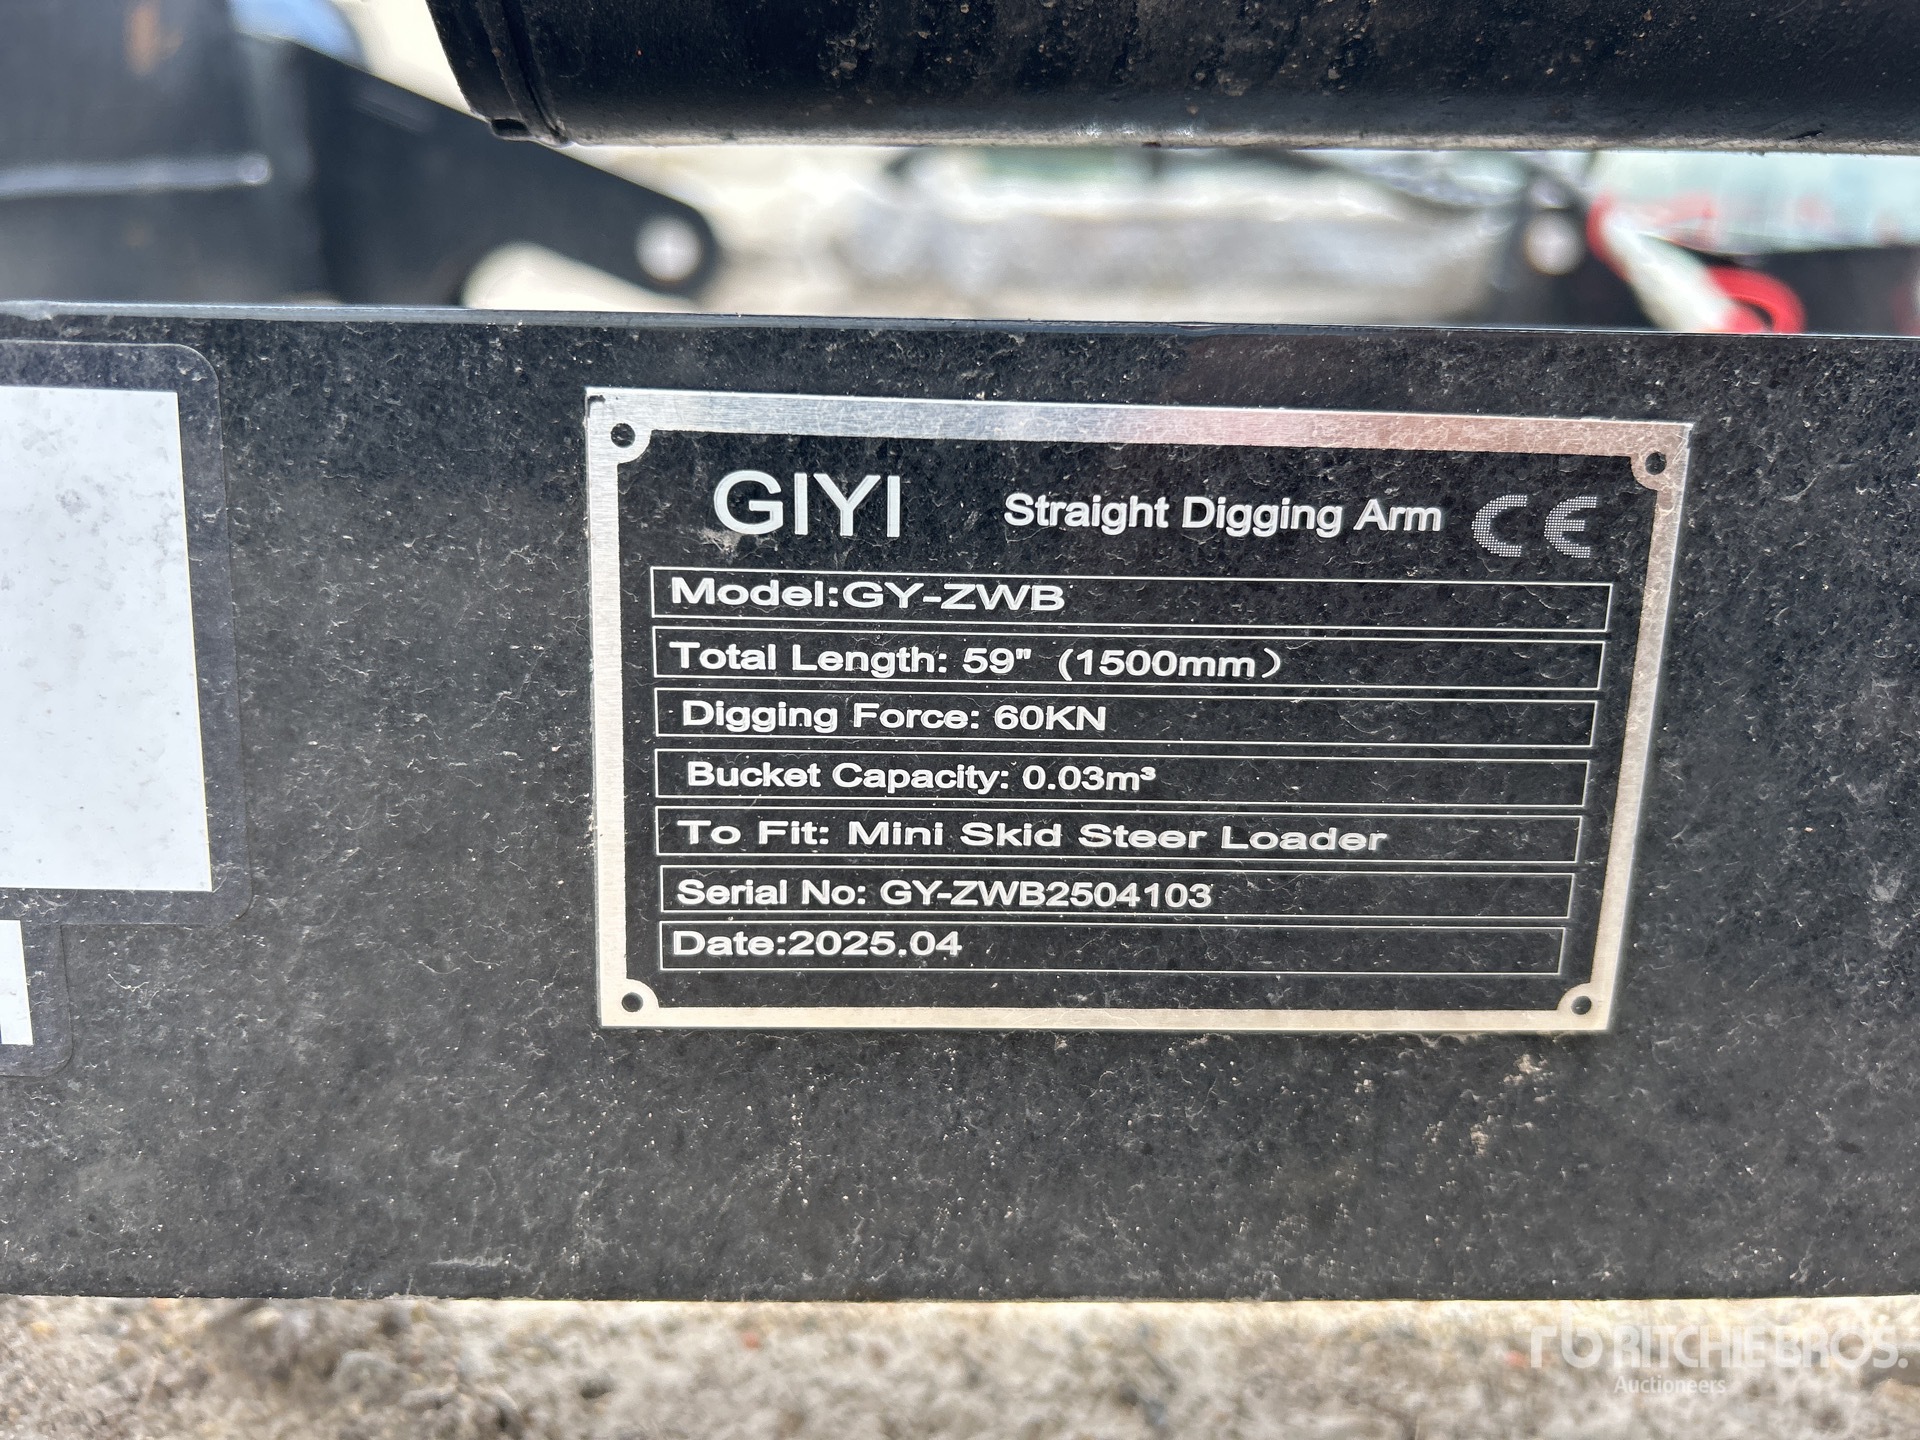 GIYI Straight Digging Arm CE
Model:GY-ZWB
Total Length: 59" (1500mm）
Digging Force: 60KN
Bucket Capacity: 0.03m³
To Fit: Mini Skid Steer Loader
Serial No: GY-ZWB2504103
Date:2025.04
rb RITCHIE BROS.
Auctioneers